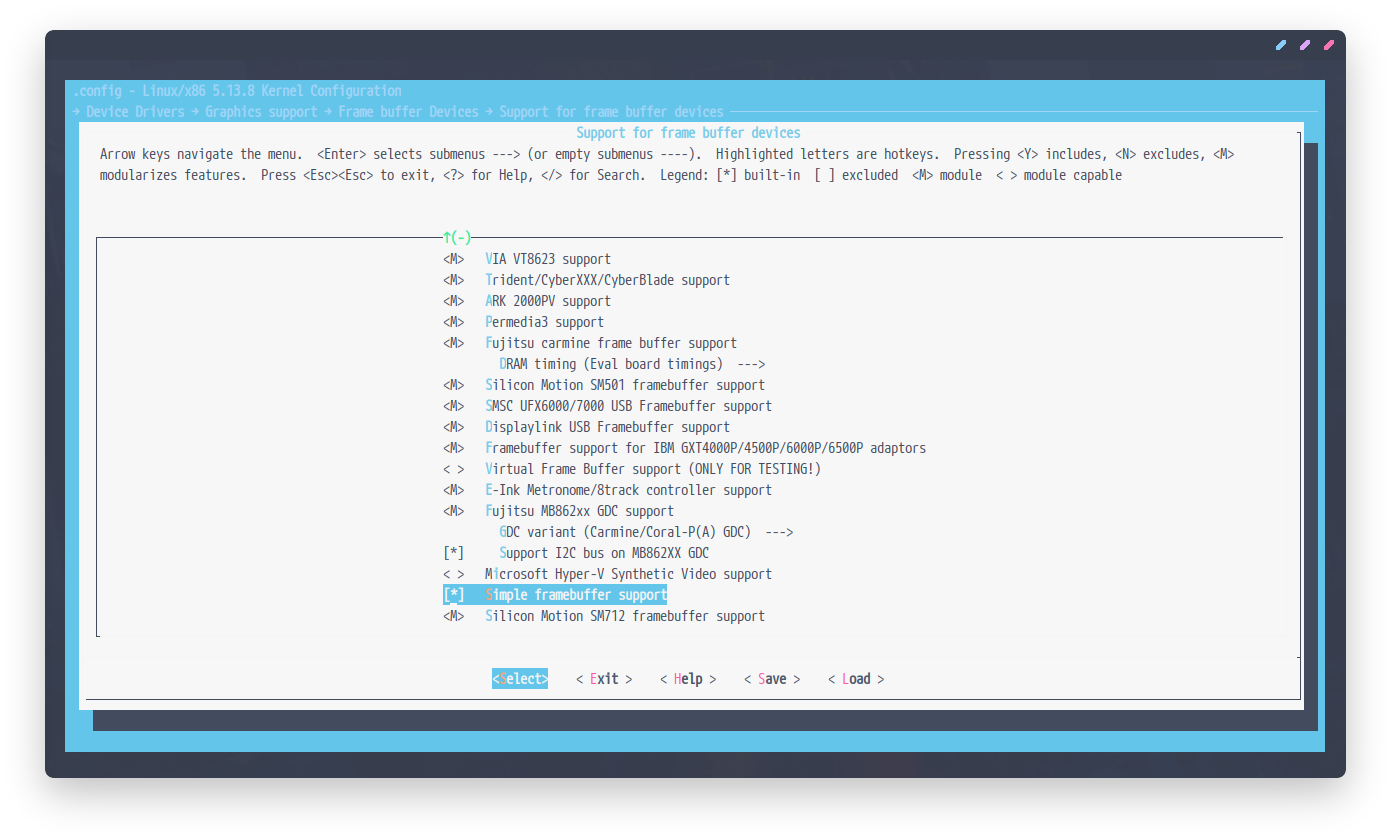 .config - Linux/x86 5.13.8 Kernel Configuration
→ Device Drivers → Graphics support → Frame buffer Devices → Support for frame buffer devices
Support for frame buffer devices
Arrow keys navigate the menu.  <Enter> selects submenus ---> (or empty submenus ----).  Highlighted letters are hotkeys.  Pressing <Y> includes, <N> excludes, <M>
modularizes features.  Press <Esc><Esc> to exit, <?> for Help, </> for Search.  Legend: [*] built-in  [ ] excluded  <M> module  < > module capable
↑(-)
<M>   VIA VT8623 support
<M>   Trident/CyberXXX/CyberBlade support
<M>   ARK 2000PV support
<M>   Permedia3 support
<M>   Fujitsu carmine frame buffer support
DRAM timing (Eval board timings)  --->
<M>   Silicon Motion SM501 framebuffer support
<M>   SMSC UFX6000/7000 USB Framebuffer support
<M>   Displaylink USB Framebuffer support
<M>   Framebuffer support for IBM GXT4000P/4500P/6000P/6500P adaptors
< >   Virtual Frame Buffer support (ONLY FOR TESTING!)
<M>   E-Ink Metronome/8track controller support
<M>   Fujitsu MB862xx GDC support
GDC variant (Carmine/Coral-P(A) GDC)  --->
[*]     Support I2C bus on MB862XX GDC
< >   Microsoft Hyper-V Synthetic Video support
[*]   Simple framebuffer support
<M>   Silicon Motion SM712 framebuffer support
<Select>    < Exit >    < Help >    < Save >    < Load >